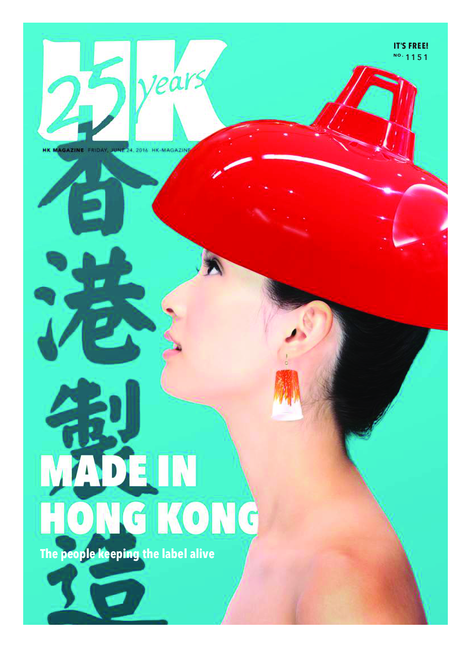 IT'S FREE!
NO. 1151
HK
25 years
HK MAGAZINE FRIDAY, JUNE 24, 2016 HK-MAGAZINE
香港製造
MADE IN
HONG KONG
The people keeping the label alive